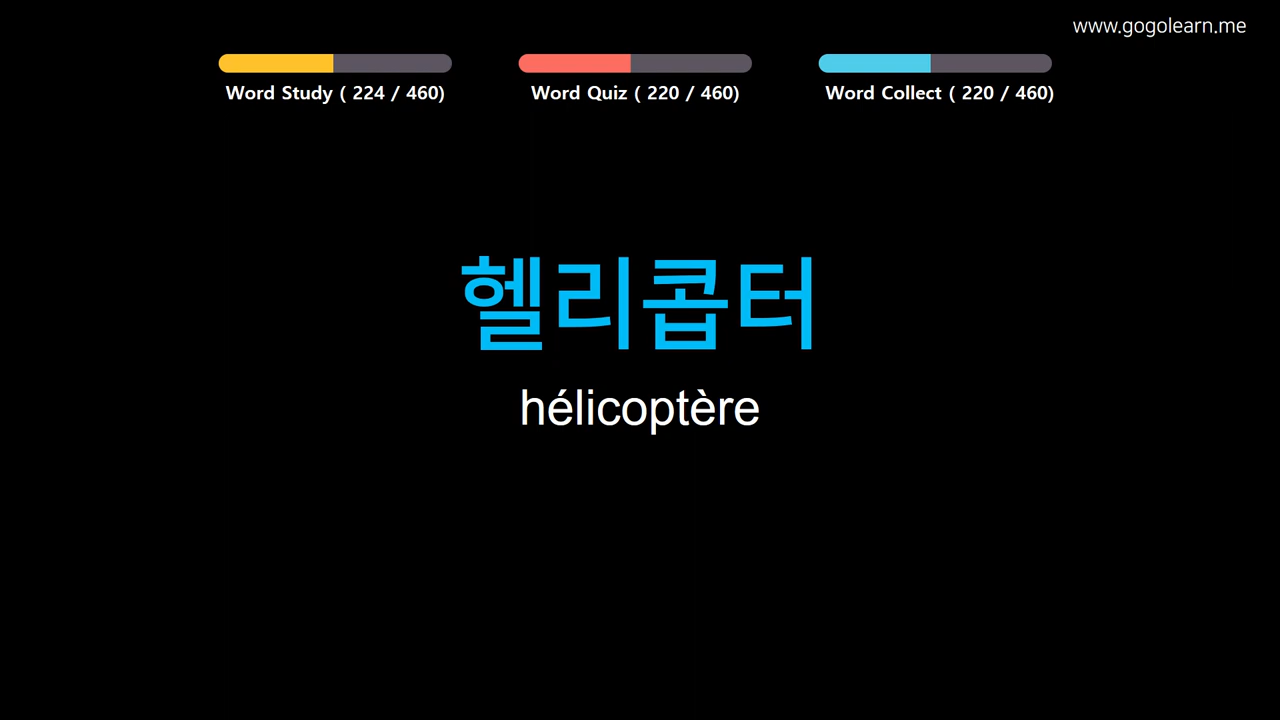 www.gogolearn.me
Word Study ( 224 / 460)
Word Quiz ( 220 / 460)
Word Collect ( 220 / 460)
헬리콥터
hélicoptère